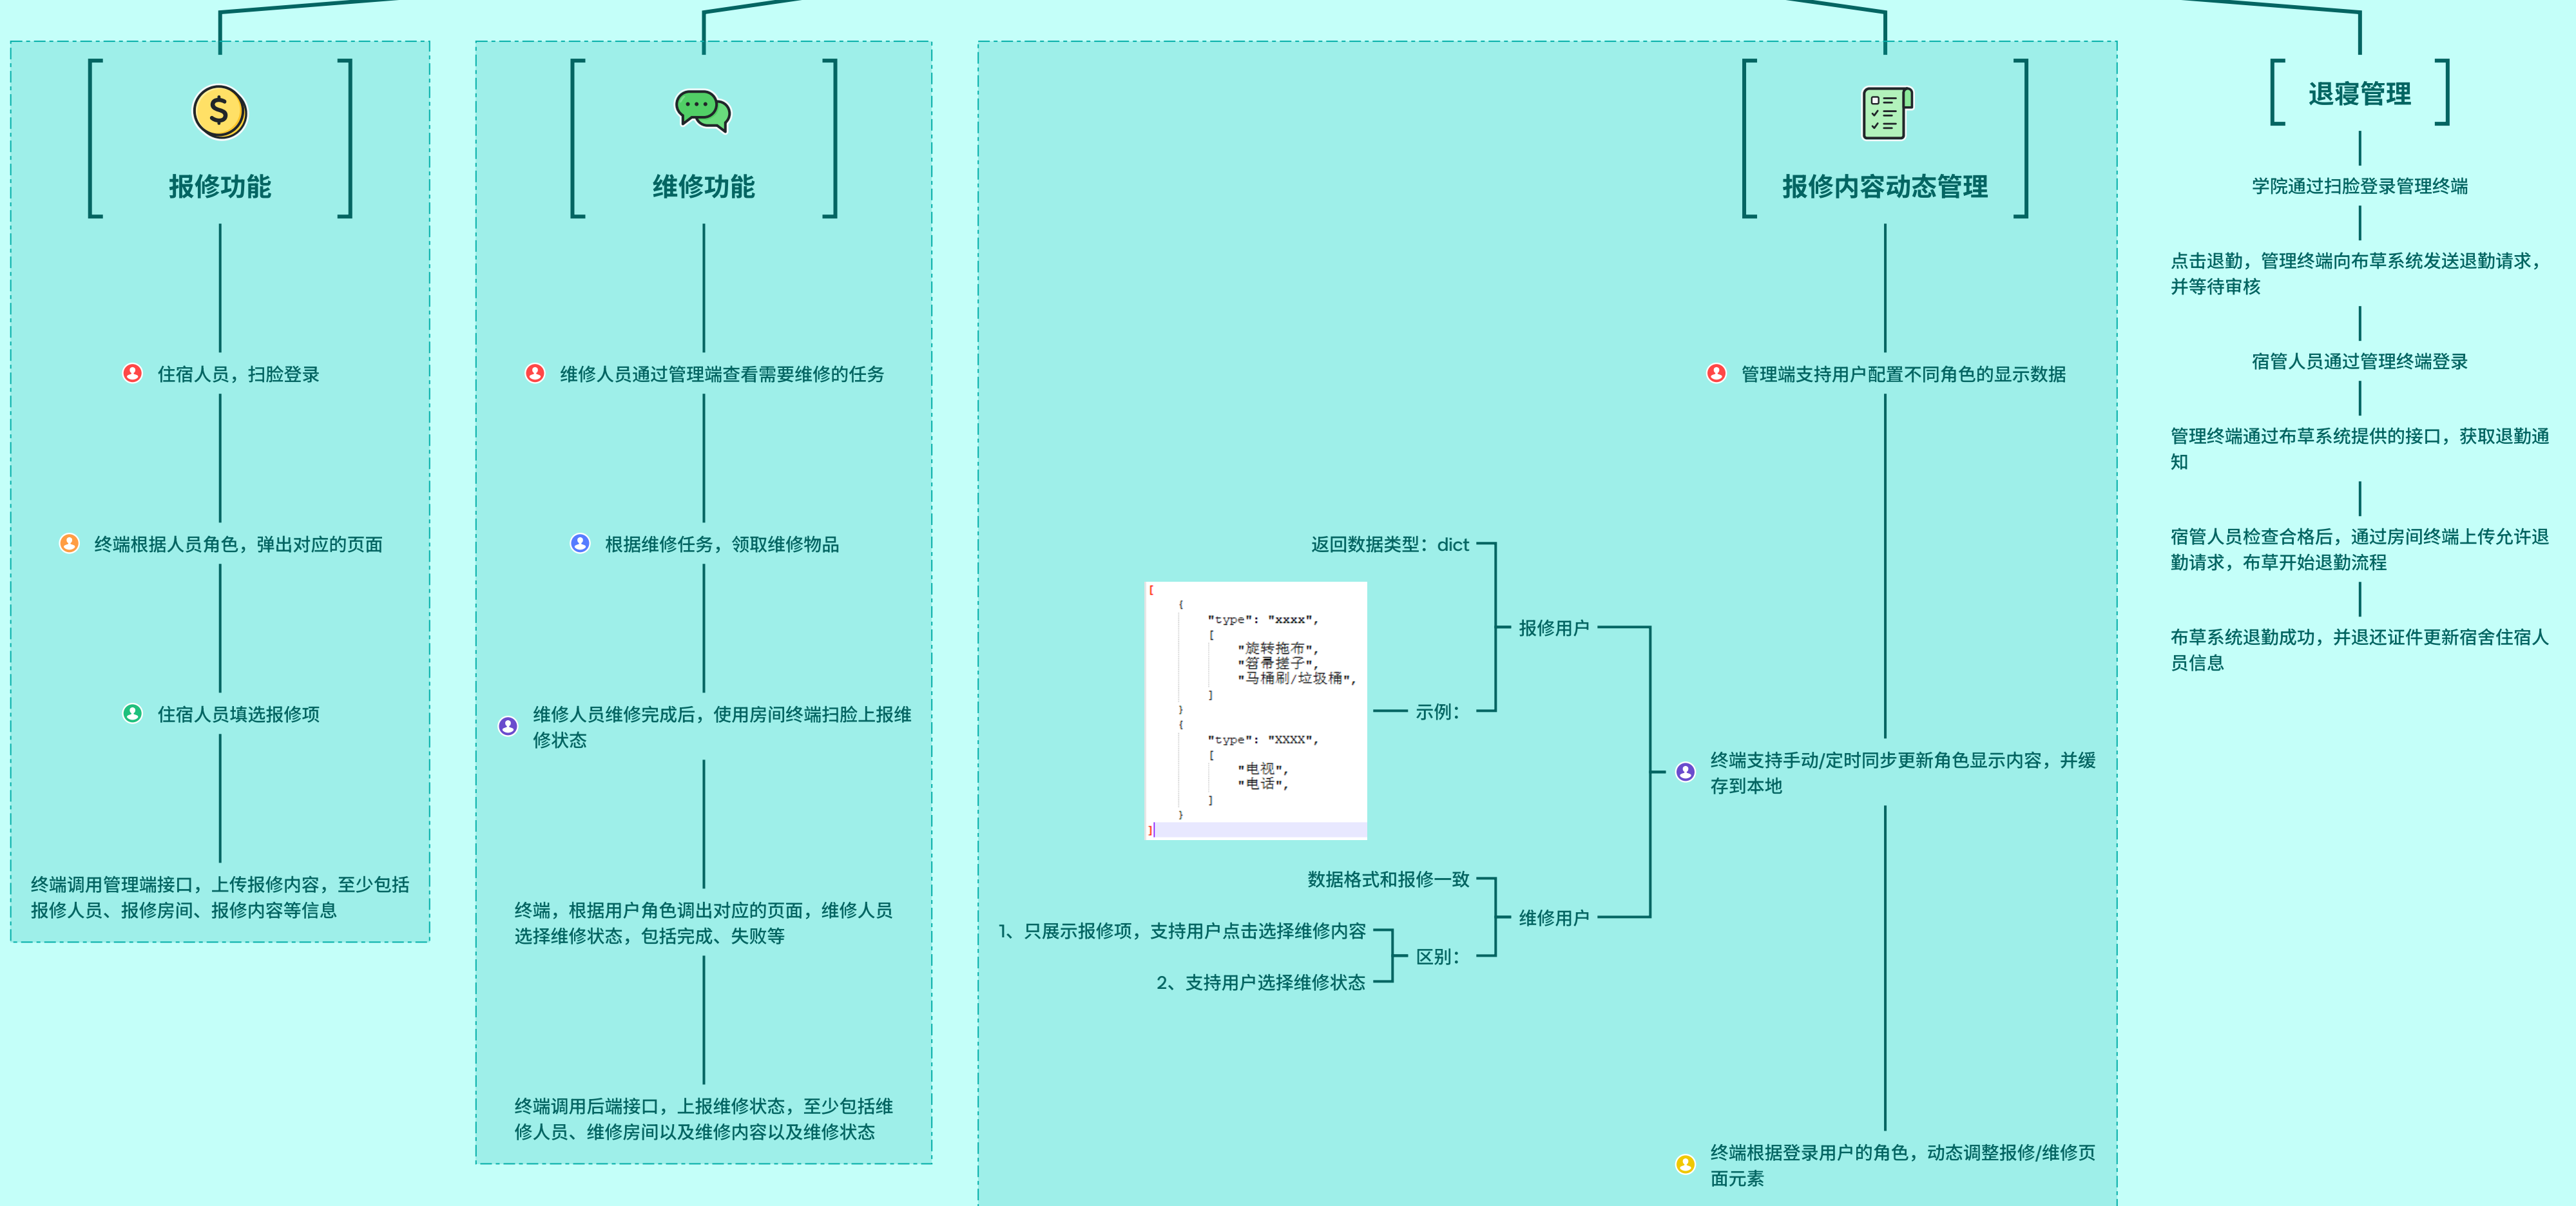 报修功能
住宿人员，扫脸登录
终端根据人员角色，弹出对应的页面
住宿人员填选报修项
终端调用管理端接口，上传报修内容，至少包括
报修人员、报修房间、报修内容等信息
维修功能
维修人员通过管理端查看需要维修的任务
根据维修任务，领取维修物品
维修人员维修完成后，使用房间终端扫脸上报维
修状态
终端，根据用户角色调出对应的页面，维修人员
选择维修状态，包括完成、失败等
终端调用后端接口，上报维修状态，至少包括维
修人员、维修房间以及维修内容以及维修状态
报修内容动态管理
管理端支持用户配置不同角色的显示数据
终端支持手动/定时同步更新角色显示内容，并缓
存到本地
报修用户
返回数据类型：dict
示例：
[
{
"type": "xxxx",
[
"旋转拖布",
"笤帚搓子",
"马桶刷/垃圾桶",
]
}
{
"type": "XXXX",
[
"电视",
"电话",
]
}
]
维修用户
数据格式和报修一致
区别：
1、只展示报修项，支持用户点击选择维修内容
2、支持用户选择维修状态
终端根据登录用户的角色，动态调整报修/维修页
面元素
退寝管理
学院通过扫脸登录管理终端
点击退勤，管理终端向布草系统发送退勤请求，
并等待审核
宿管人员通过管理终端登录
管理终端通过布草系统提供的接口，获取退勤通
知
宿管人员检查合格后，通过房间终端上传允许退
勤请求，布草开始退勤流程
布草系统退勤成功，并退还证件更新宿舍住宿人
员信息